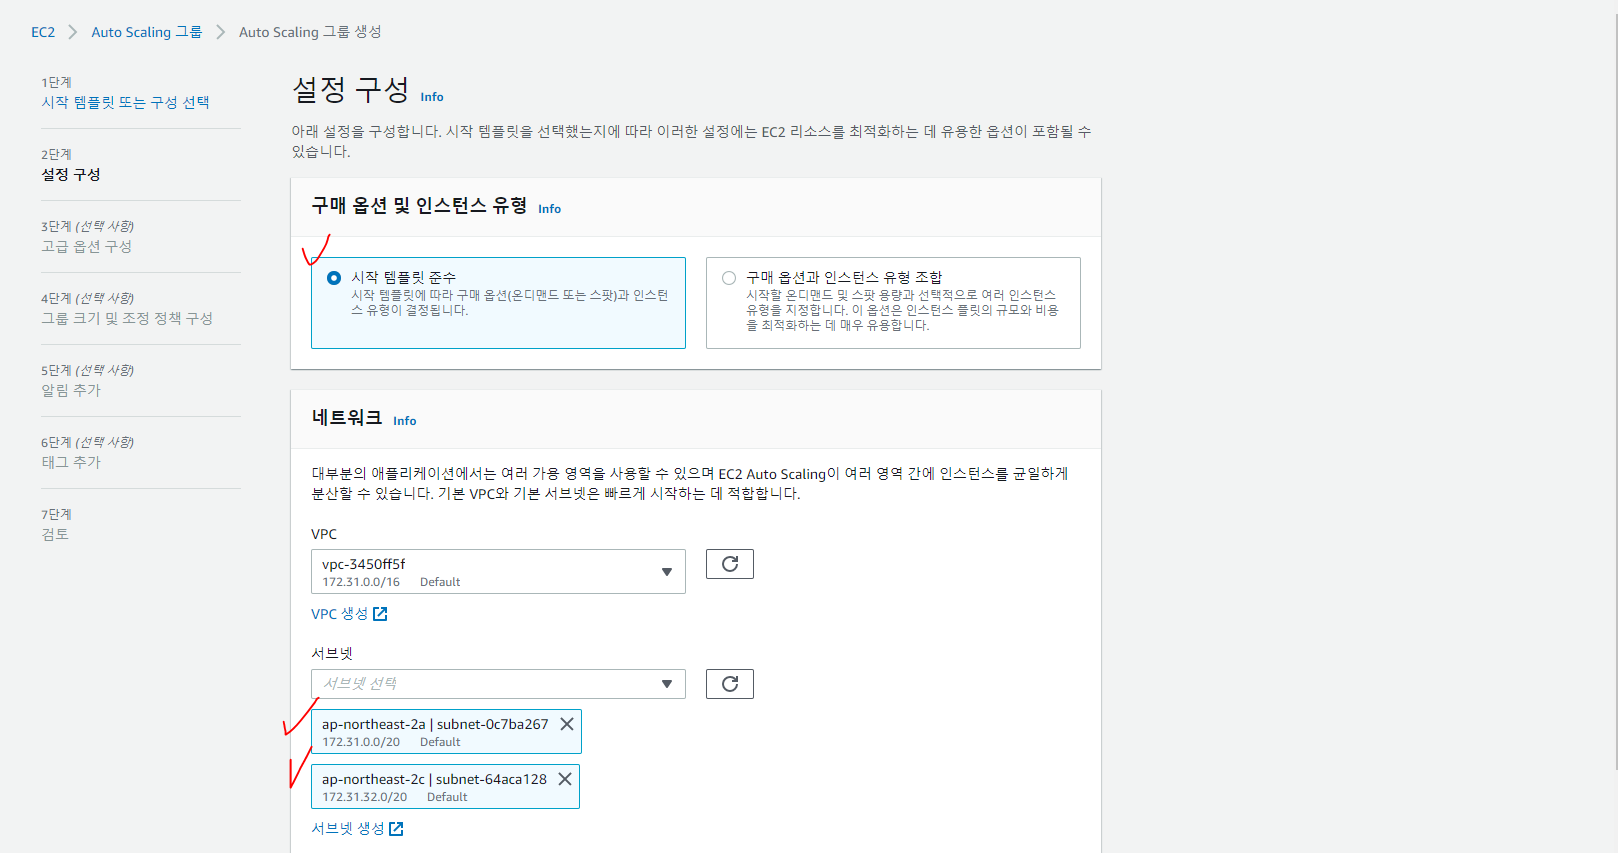 EC2 > Auto Scaling 그룹 > Auto Scaling 그룹 생성
1단계
시작 템플릿 또는 구성 선택
2단계
설정 구성
3단계 (선택 사항)
고급 옵션 구성
4단계 (선택 사항)
그룹 크기 및 조정 정책 구성
5단계 (선택 사항)
알림 추가
6단계 (선택 사항)
태그 추가
7단계
검토
설정 구성 Info
아래 설정을 구성합니다. 시작 템플릿을 선택했는지에 따라 이러한 설정에는 EC2 리소스를 최적화하는 데 유용한 옵션이 포함될 수
있습니다.
구매 옵션 및 인스턴스 유형 Info
시작 템플릿 준수
시작 템플릿에 따라 구매 옵션(온디맨드 또는 스팟)과 인스턴
스 유형이 결정됩니다.
구매 옵션과 인스턴스 유형 조합
시작할 온디맨드 및 스팟 용량과 선택적으로 여러 인스턴스
유형을 지정합니다. 이 옵션은 인스턴스 플릿의 규모와 비용
을 최적화하는 데 매우 유용합니다.
네트워크 Info
대부분의 애플리케이션에서는 여러 가용 영역을 사용할 수 있으며 EC2 Auto Scaling이 여러 영역 간에 인스턴스를 균일하게
분산할 수 있습니다. 기본 VPC와 기본 서브넷은 빠르게 시작하는 데 적합합니다.
VPC
vpc-3450ff5f
172.31.0.0/16 Default
VPC 생성
서브넷
서브넷 선택
ap-northeast-2a | subnet-0c7ba267
172.31.0.0/20 Default
ap-northeast-2c | subnet-64aca128
172.31.32.0/20 Default
서브넷 생성